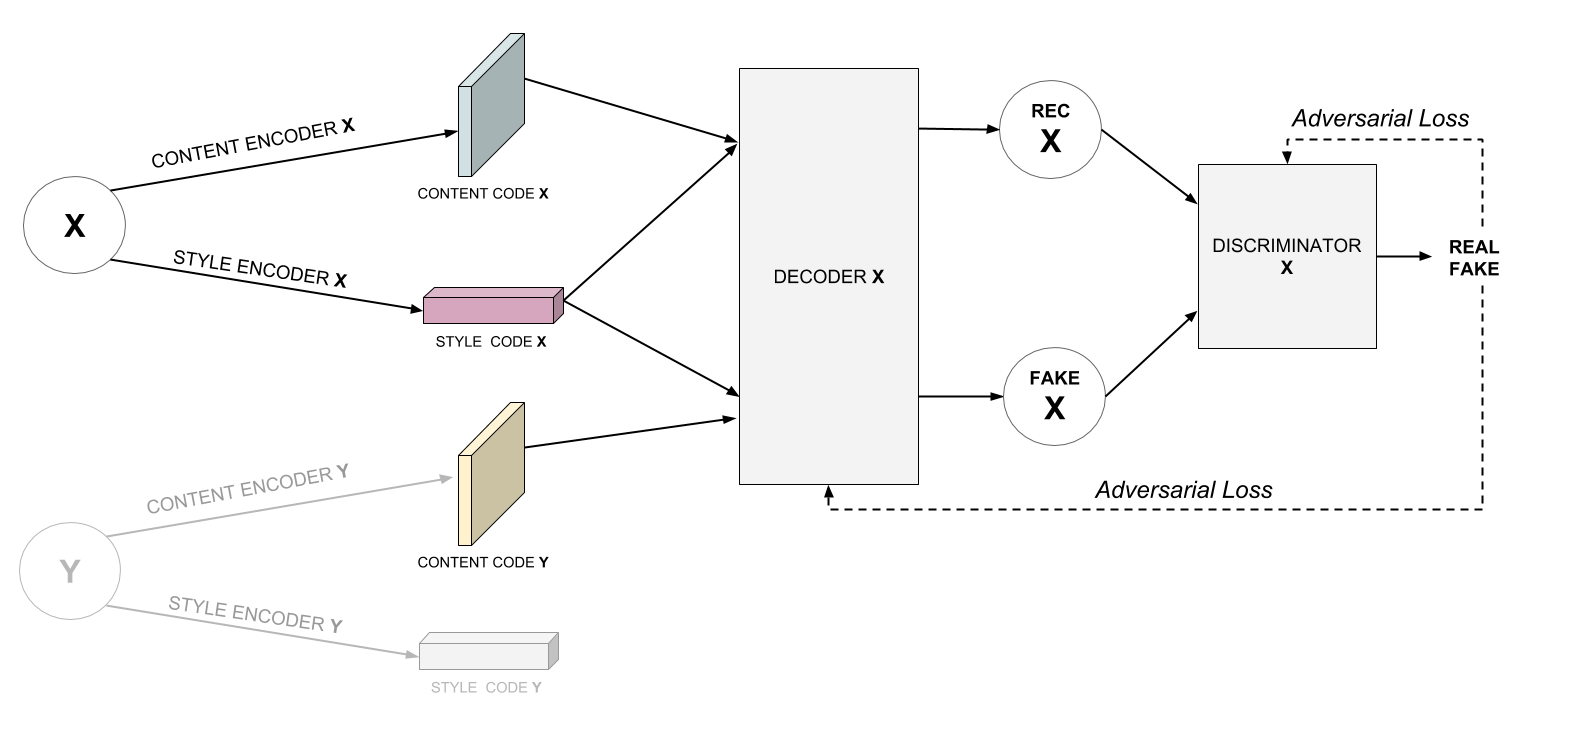 CONTENT ENCODER X
CONTENT CODE X
X
STYLE ENCODER X
STYLE CODE X
CONTENT ENCODER Y
CONTENT CODE Y
Y
STYLE ENCODER Y
STYLE CODE Y
DECODER X
REC
X
FAKE
X
Adversarial Loss
DISCRIMINATOR
X
REAL
FAKE
Adversarial Loss